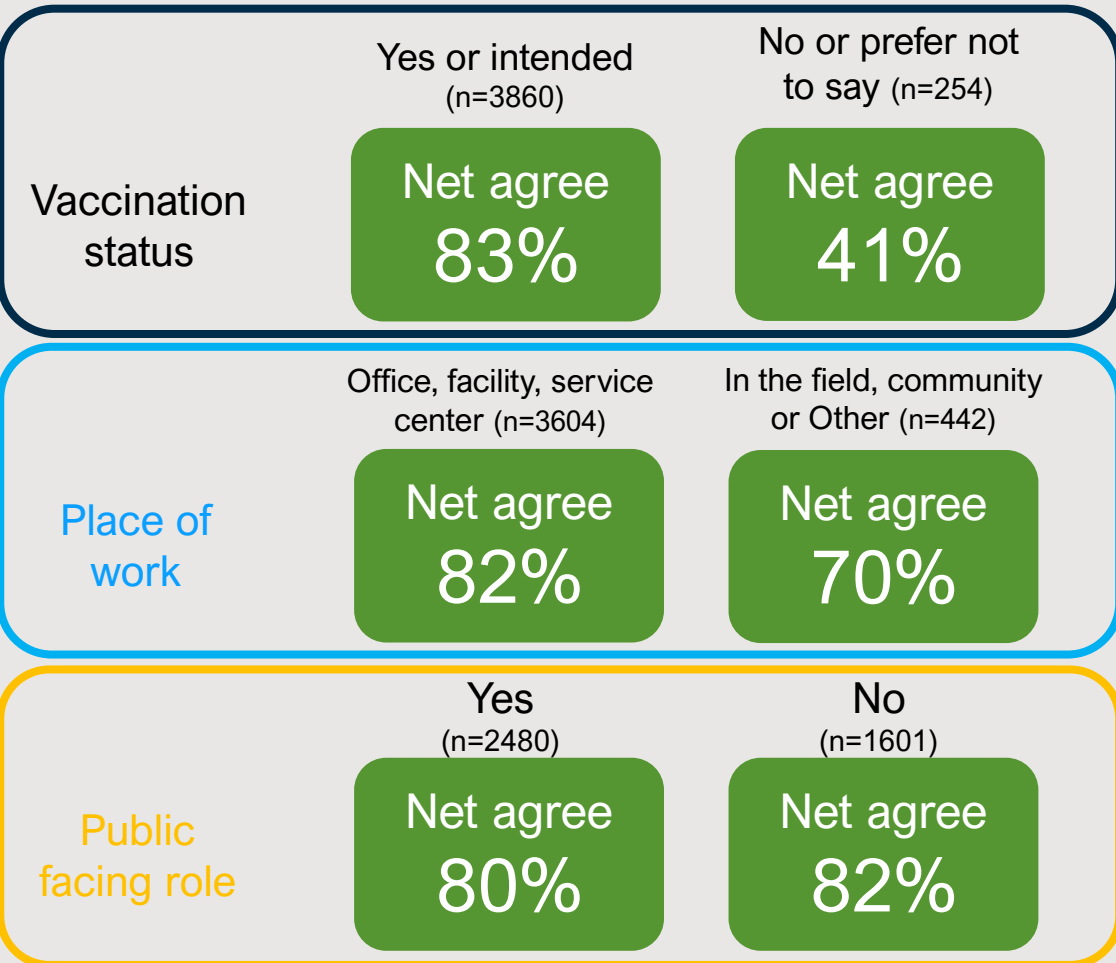 Yes or intended
(n=3860)
No or prefer not
to say (n=254)
Vaccination
status
Net agree
83%
Net agree
41%
Office, facility, service
center (n=3604)
In the field, community
or Other (n=442)
Place of
work
Net agree
82%
Net agree
70%
Yes
(n=2480)
No
(n=1601)
Public
facing role
Net agree
80%
Net agree
82%